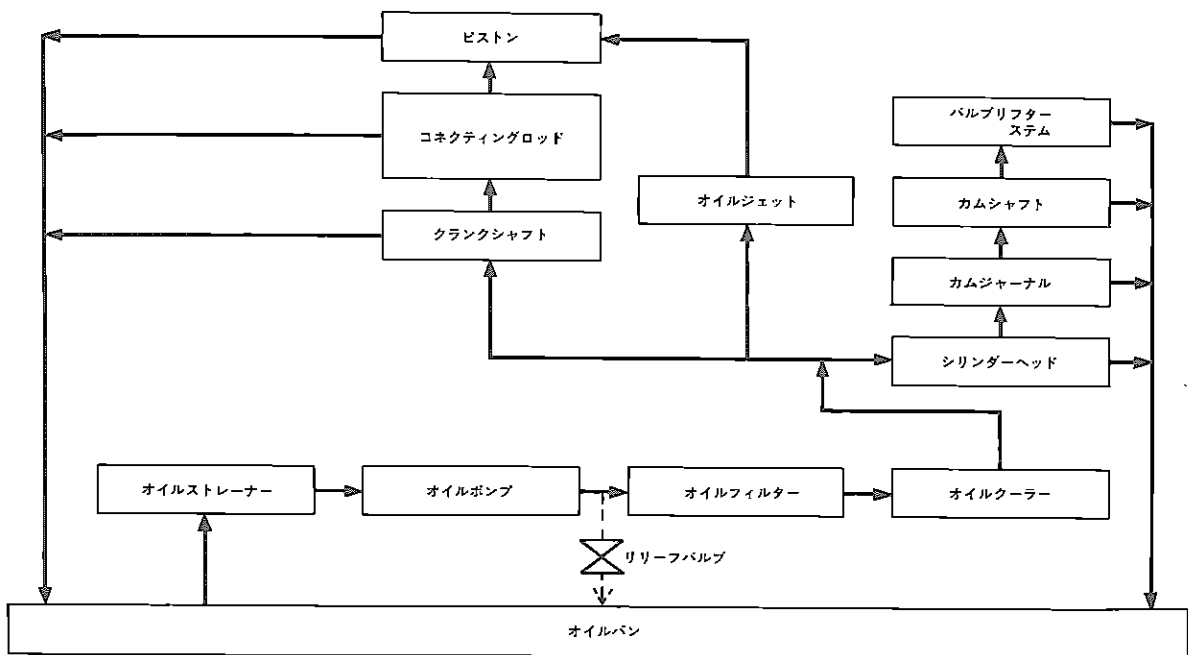 ピストン
コネクティングロッド
クランクシャフト
オイルジェット
バルブリフター
ステム
カムシャフト
カムジャーナル
シリンダーヘッド
オイルストレーナー
オイルポンプ
オイルフィルター
オイルクーラー
リリーフバルブ
オイルパン